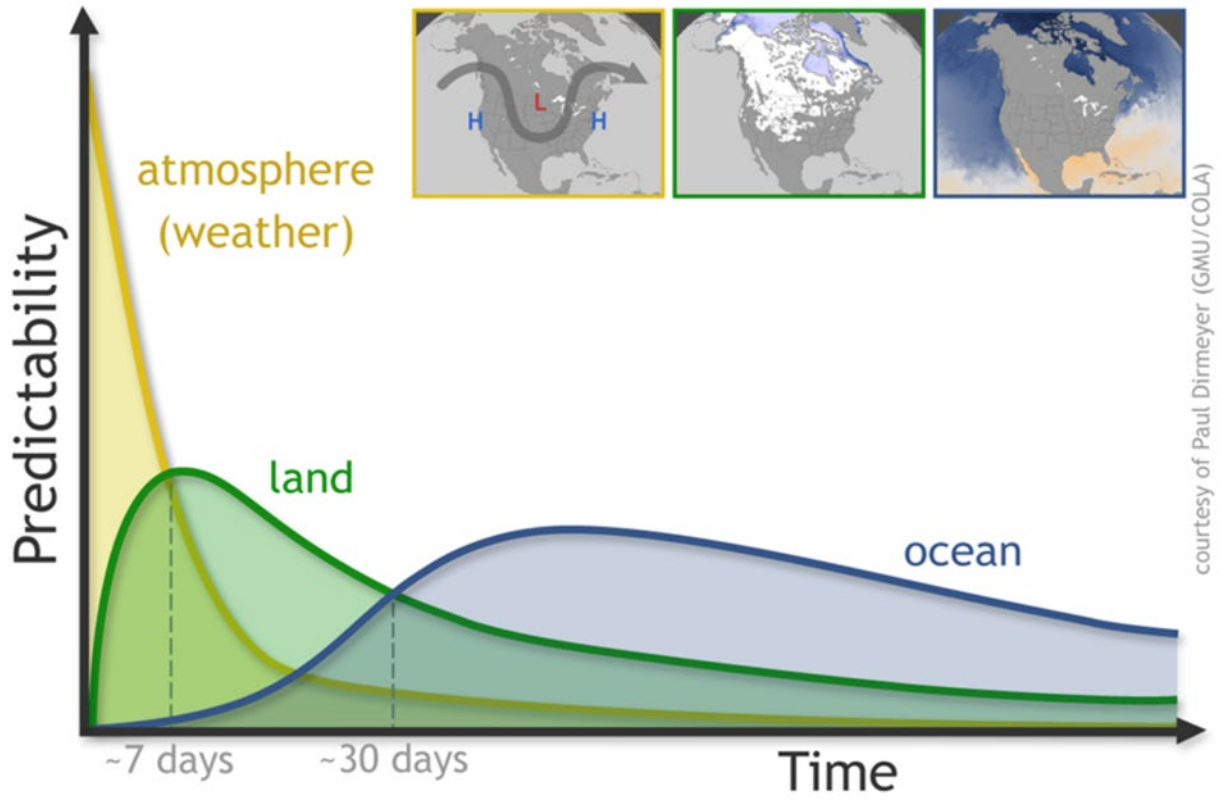 H
L
H
atmosphere
(weather)
land
ocean
Predictability
~7 days
~30 days
Time
courtesy of Paul Dirmeyer (GMU/COLA)